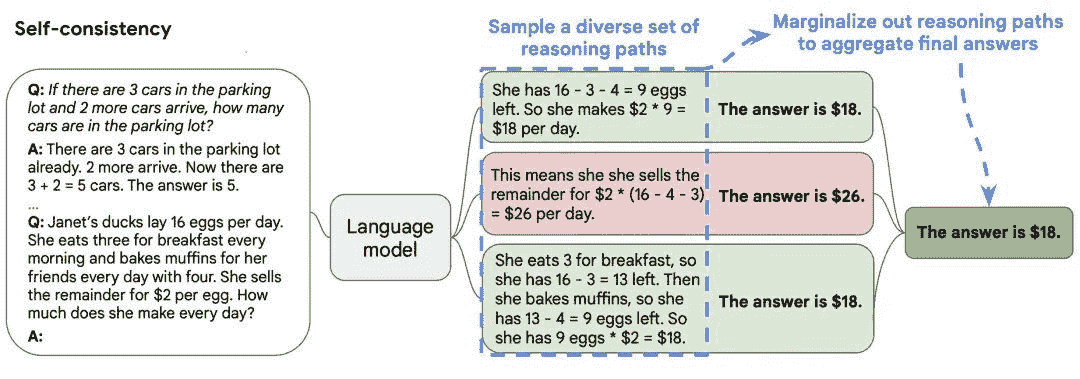 Self-consistency
Sample a diverse set of
reasoning paths
Marginalize out reasoning paths
to aggregate final answers
Q: If there are 3 cars in the parking
lot and 2 more cars arrive, how many
cars are in the parking lot?
A: There are 3 cars in the parking lot
already. 2 more arrive. Now there are
3 + 2 = 5 cars. The answer is 5.
...
Q: Janet's ducks lay 16 eggs per day.
She eats three for breakfast every
morning and bakes muffins for her
friends every day with four. She sells
the remainder for $2 per egg. How
much does she make every day?
A:
Language
model
She has 16 - 3 - 4 = 9 eggs
left. So she makes $2 * 9 =
$18 per day.
The answer is $18.
This means she she sells the
remainder for $2 * (16 - 4 - 3)
= $26 per day.
The answer is $26.
She eats 3 for breakfast, so
she has 16 - 3 = 13 left. Then
she bakes muffins, so she
has 13 - 4 = 9 eggs left. So
she has 9 eggs * $2 = $18.
The answer is $18.
The answer is $18.